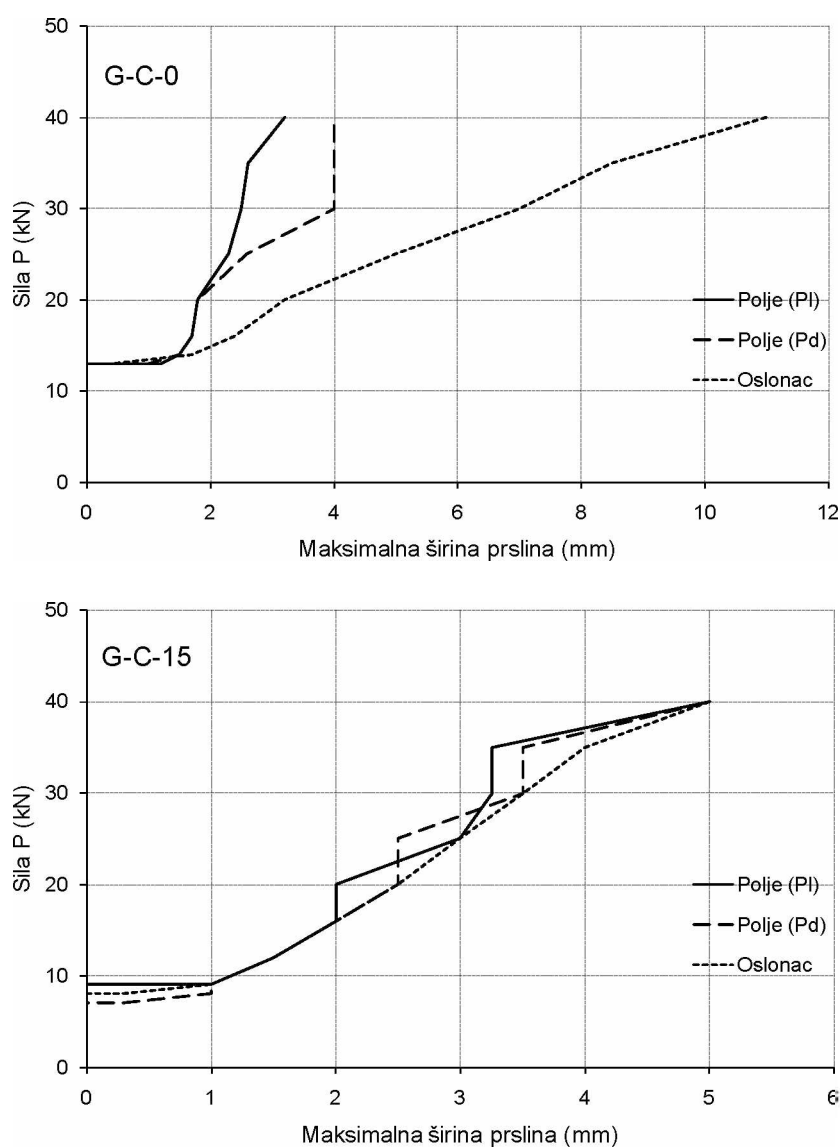 50
G-C-0
40
30
Sila P (kN)
20
Polje (Pl)
Polje (Pd)
10
Oslonac
0
0 2 4 6 8 10 12
Maksimalna širina prslina (mm)
50
G-C-15
40
30
Sila P (kN)
20
Polje (Pl)
Polje (Pd)
10
Oslonac
0
0 1 2 3 4 5 6
Maksimalna širina prslina (mm)